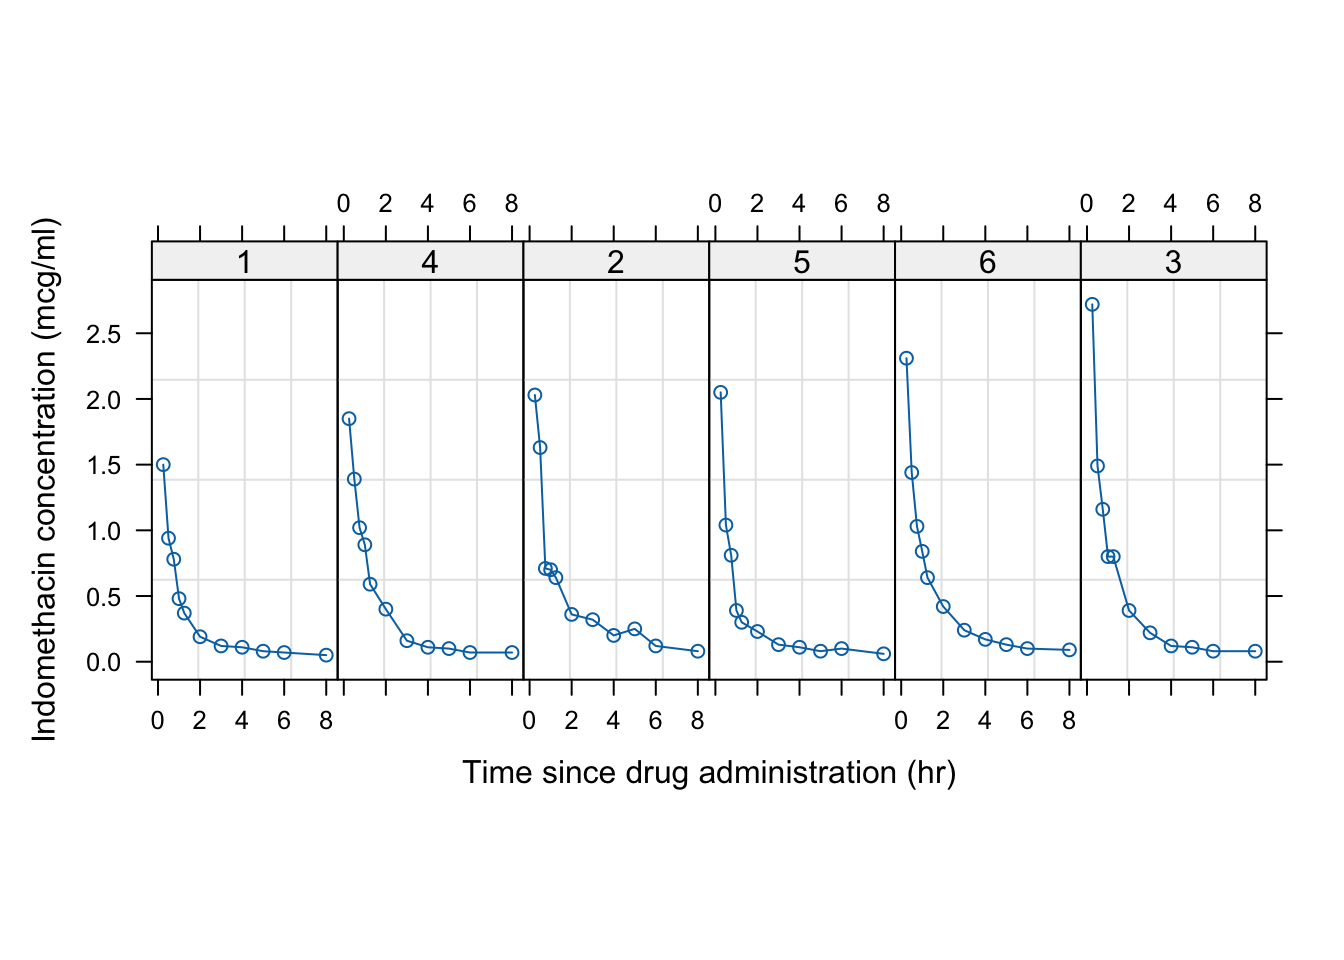 0 2 4 6 8 0 2 4 6 8 0 2 4 6 8
1 4 2 5 6 3
Indomethacin concentration (mcg/ml)
2.5
2.0
1.5
1.0
0.5
0.0
0 2 4 6 8 0 2 4 6 8 0 2 4 6 8
Time since drug administration (hr)